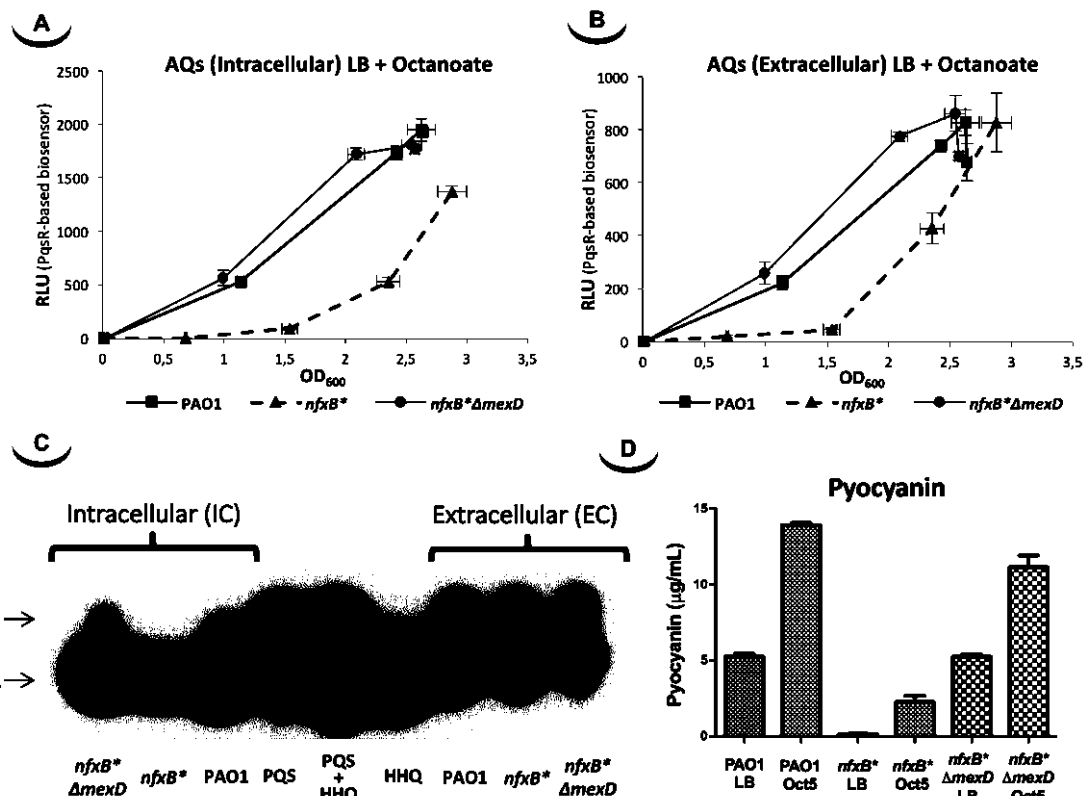 A
AQs (Intracellular) LB + Octanoate
RLU (PqsR-based biosensor)
2500
2000
1500
1000
500
0
0
0,5
1
1,5
2
2,5
3
3,5
OD600
PAO1
nfxB*
nfxB*ΔmexD
B
AQs (Extracellular) LB + Octanoate
RLU (PqsR-based biosensor)
1000
800
600
400
200
0
0
0,5
1
1,5
2
2,5
3
3,5
OD600
PAO1
nfxB*
nfxB*ΔmexD
C
Intracellular (IC)
Extracellular (EC)
nfxB*
ΔmexD
nfxB*
PAO1
PQS
PQS
+
HHQ
HHQ
PAO1
nfxB*
nfxB*
ΔmexD
D
Pyocyanin
Pyocyanin (µg/mL)
15
10
5
0
PAO1
LB
PAO1
Oct5
nfxB*
LB
nfxB*
Oct5
nfxB*
ΔmexD
LB
nfxB*
ΔmexD
Oct5